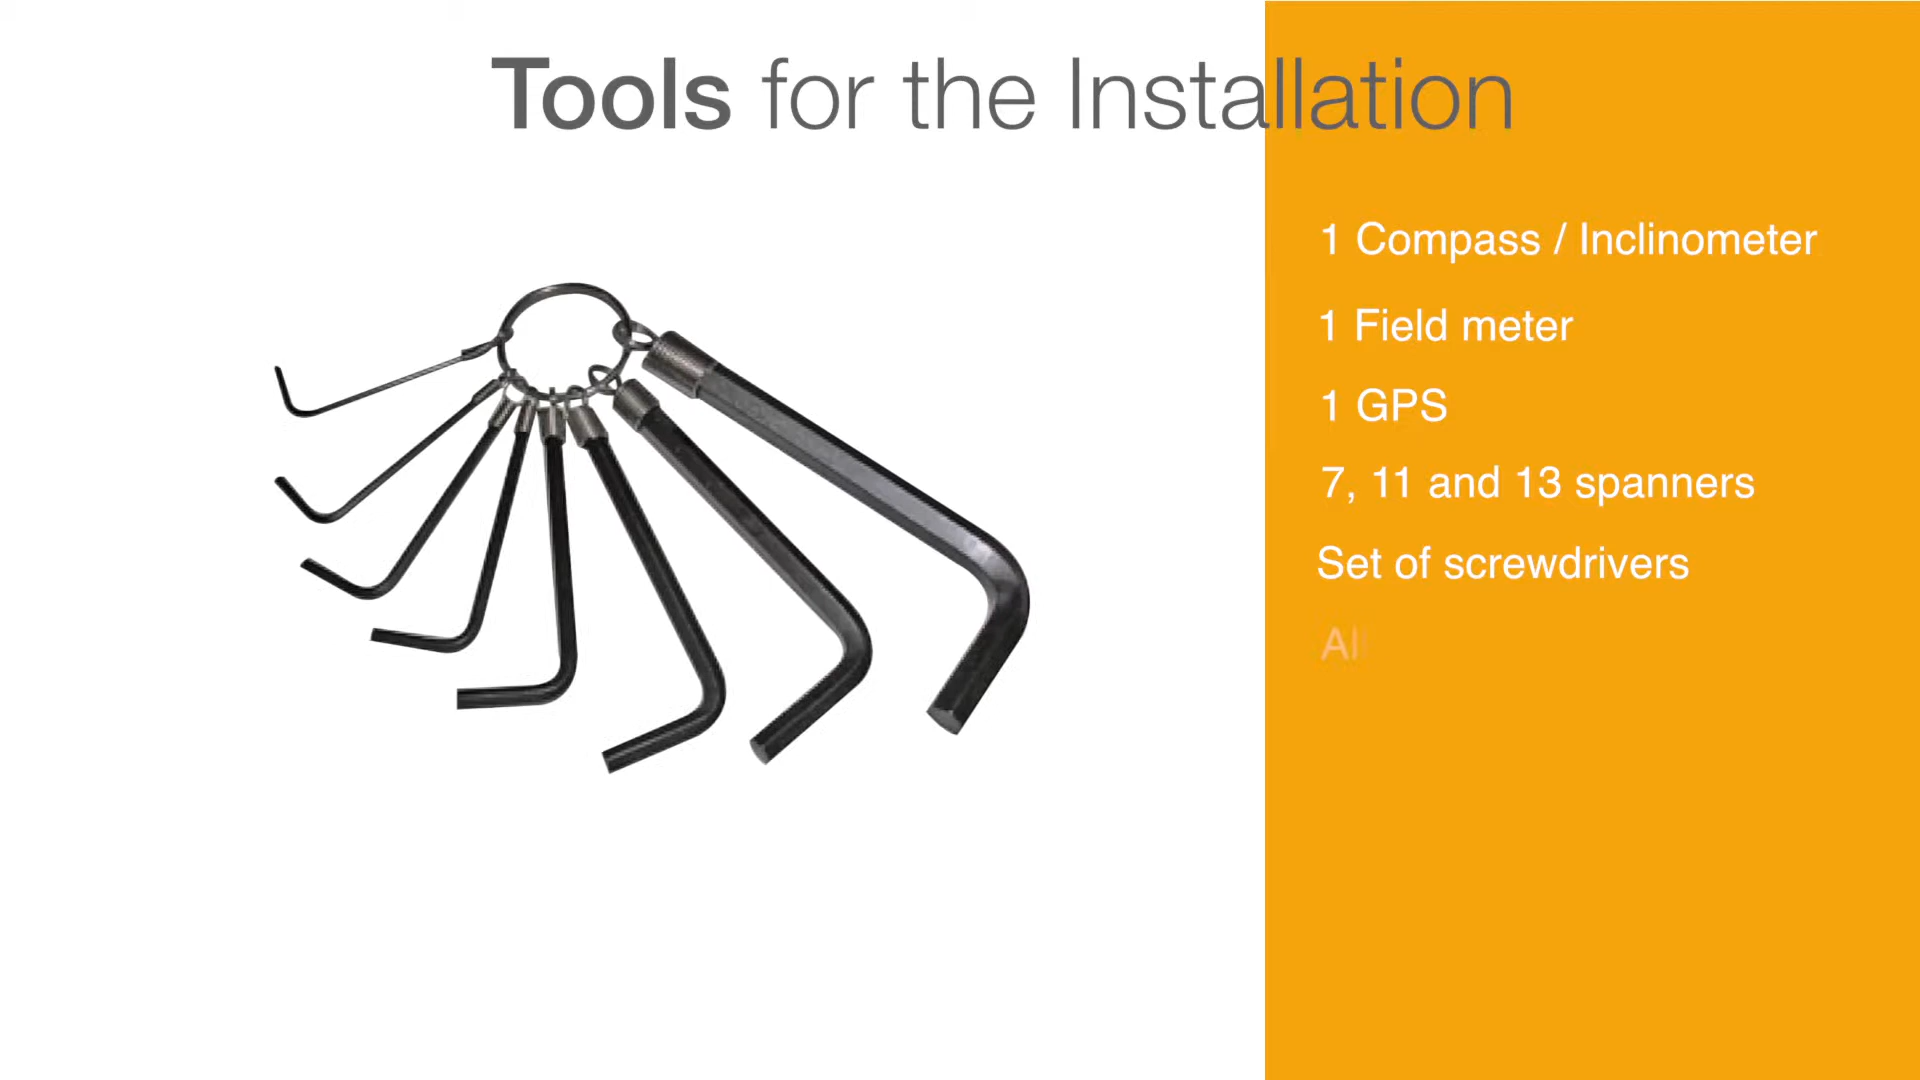 Tools for the Installation
1 Compass / Inclinometer
1 Field meter
1 GPS
7, 11 and 13 spanners
Set of screwdrivers